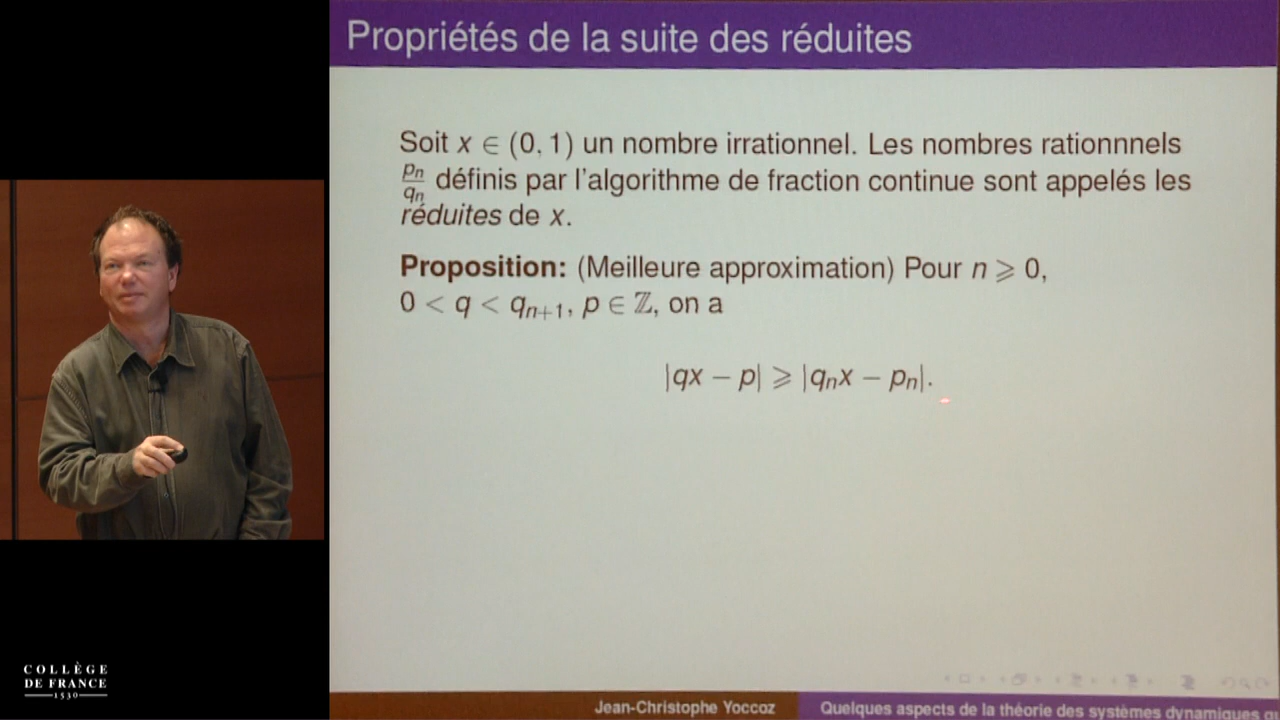 Propriétés de la suite des réduites
Soit x ∈ (0, 1) un nombre irrationnel. Les nombres rationnnels
pn/qn définis par l'algorithme de fraction continue sont appelés les
réduites de x.
Proposition: (Meilleure approximation) Pour n ⩾ 0,
0 < q < qn+1, p ∈ ℤ, on a
|qx − p| ⩾ |qnx − pn|.
COLLÈGE
DE FRANCE
1530
Jean-Christophe Yoccoz
Quelques aspects de la théorie des systèmes dynamiques